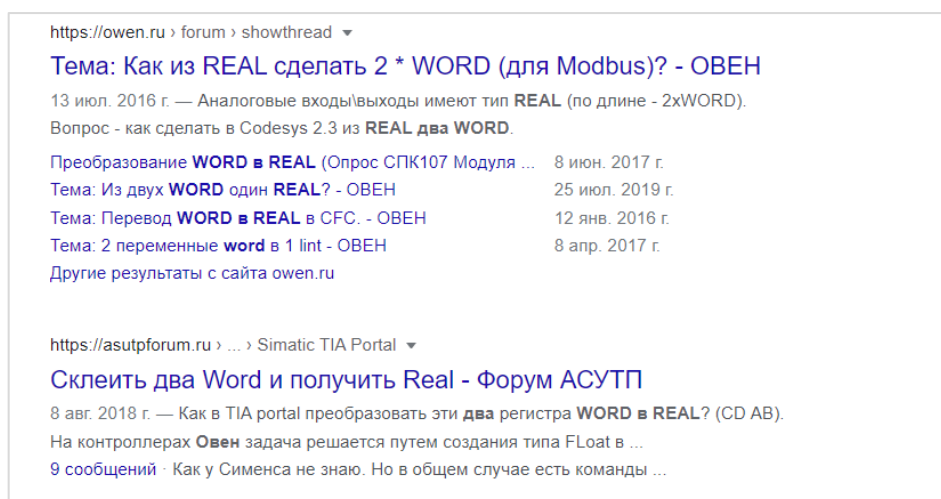 https://owen.ru › forum › showthread
Тема: Как из REAL сделать 2 * WORD (для Modbus)? - ОВЕН
13 июл. 2016 г. — Аналоговые входы\выходы имеют тип REAL (по длине - 2xWORD).
Вопрос - как сделать в Codesys 2.3 из REAL два WORD.
Преобразование WORD в REAL (Опрос СПК107 Модуля ... 8 июн. 2017 г.
Тема: Из двух WORD один REAL? - ОВЕН 25 июл. 2019 г.
Тема: Перевод WORD в REAL в CFC. - ОВЕН 12 янв. 2016 г.
Тема: 2 переменные word в 1 lint - ОВЕН 8 апр. 2017 г.
Другие результаты с сайта owen.ru
https://asutpforum.ru › ... › Simatic TIA Portal
Склеить два Word и получить Real - Форум АСУТП
8 авг. 2018 г. — Как в TIA portal преобразовать эти два регистра WORD в REAL? (CD AB).
На контроллерах Овен задача решается путем создания типа FLoat в ...
9 сообщений · Как у Сименса не знаю. Но в общем случае есть команды ...